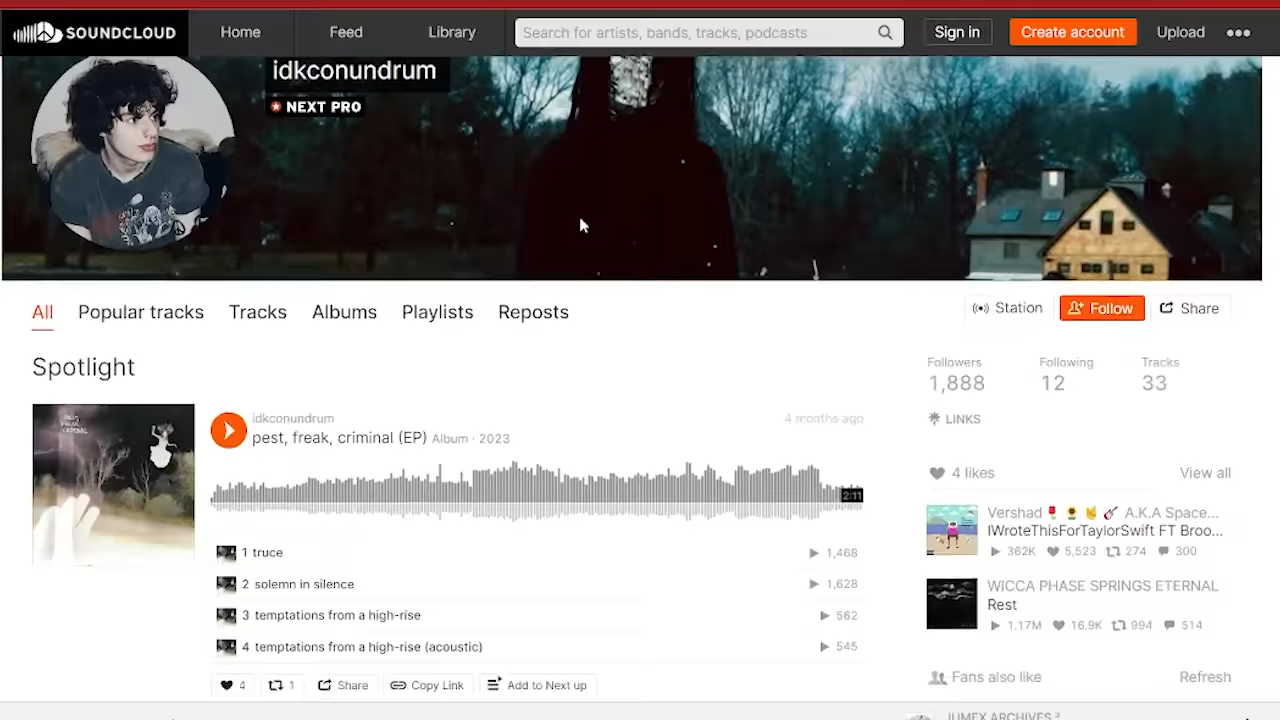 SOUNDCLOUD Home Feed Library Search for artists, bands, tracks, podcasts Sign in Create account Upload
idkconundrum
NEXT PRO
All Popular tracks Tracks Albums Playlists Reposts Station Follow Share
Spotlight
Followers Following Tracks
1,888 12 33
idkconundrum 4 months ago
pest, freak, criminal (EP) Album · 2023
2:11
1 truce 1,468
2 solemn in silence 1,628
3 temptations from a high-rise 562
4 temptations from a high-rise (acoustic) 545
4 1 Share Copy Link Add to Next up
LINKS
4 likes View all
Vershad A.K.A Space...
IWroteThisForTaylorSwift FT Broo...
362K 5,523 274 300
WICCA PHASE SPRINGS ETERNAL
Rest
1.17M 16.9K 994 514
Fans also like Refresh
JUMEX ARCHIVES ²